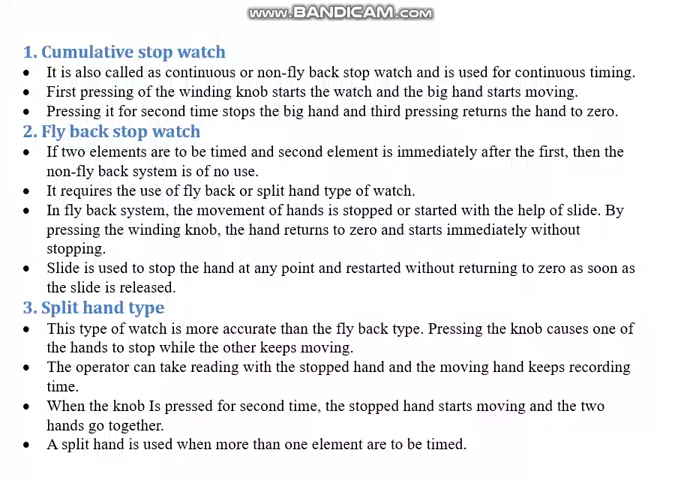 www.BANDICAM.com
1. Cumulative stop watch
• It is also called as continuous or non-fly back stop watch and is used for continuous timing.
• First pressing of the winding knob starts the watch and the big hand starts moving.
• Pressing it for second time stops the big hand and third pressing returns the hand to zero.
2. Fly back stop watch
• If two elements are to be timed and second element is immediately after the first, then the
non-fly back system is of no use.
• It requires the use of fly back or split hand type of watch.
• In fly back system, the movement of hands is stopped or started with the help of slide. By
pressing the winding knob, the hand returns to zero and starts immediately without
stopping.
• Slide is used to stop the hand at any point and restarted without returning to zero as soon as
the slide is released.
3. Split hand type
• This type of watch is more accurate than the fly back type. Pressing the knob causes one of
the hands to stop while the other keeps moving.
• The operator can take reading with the stopped hand and the moving hand keeps recording
time.
• When the knob Is pressed for second time, the stopped hand starts moving and the two
hands go together.
• A split hand is used when more than one element are to be timed.